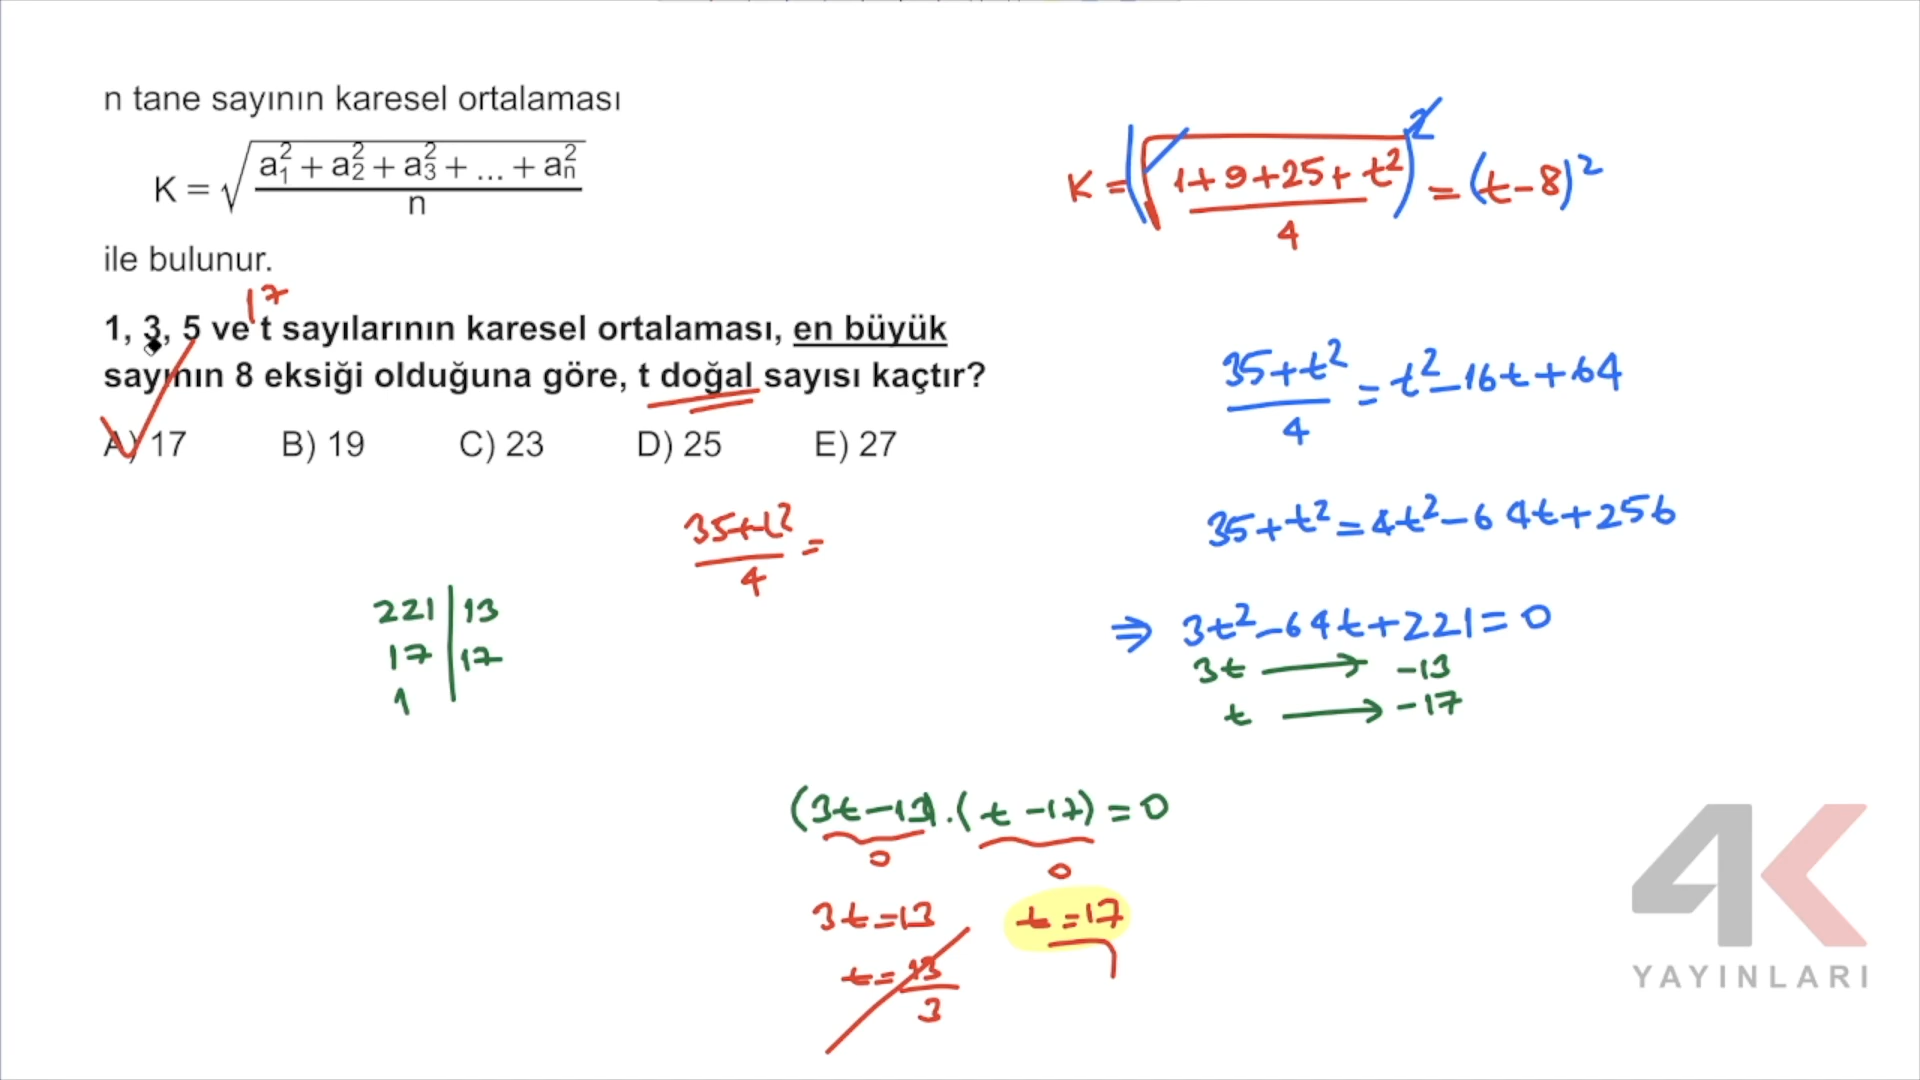 n tane sayının karesel ortalaması
K = √((a₁² + a₂² + a₃² + ... + aₙ²)/n)
ile bulunur.
17
1, 3, 5 ve t sayılarının karesel ortalaması, en büyük
sayının 8 eksiği olduğuna göre, t doğal sayısı kaçtır?
A) 17 B) 19 C) 23 D) 25 E) 27
(35+t²)/4 =
221 | 13
17 | 17
1
K = (√((1+9+25+t²)/4))² = (t-8)²
(35+t²)/4 = t²-16t+64
35+t² = 4t²-64t+256
⇒ 3t²-64t+221=0
3t → -13
t → -17
(3t-13).(t-17)=0
0 0
3t=13 t=17
t=13/3
4K
YAYINLARI